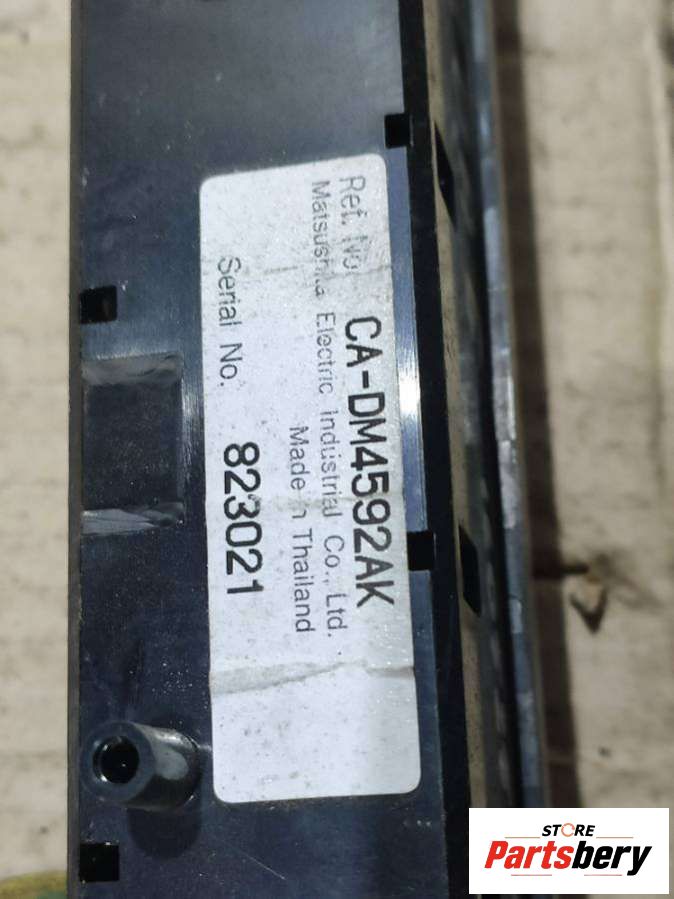 Ref. No. CA-DM4592AK
Matsushita Electric Industrial Co., Ltd.
Made in Thailand
Serial No. 823021
STORE
Partsbery